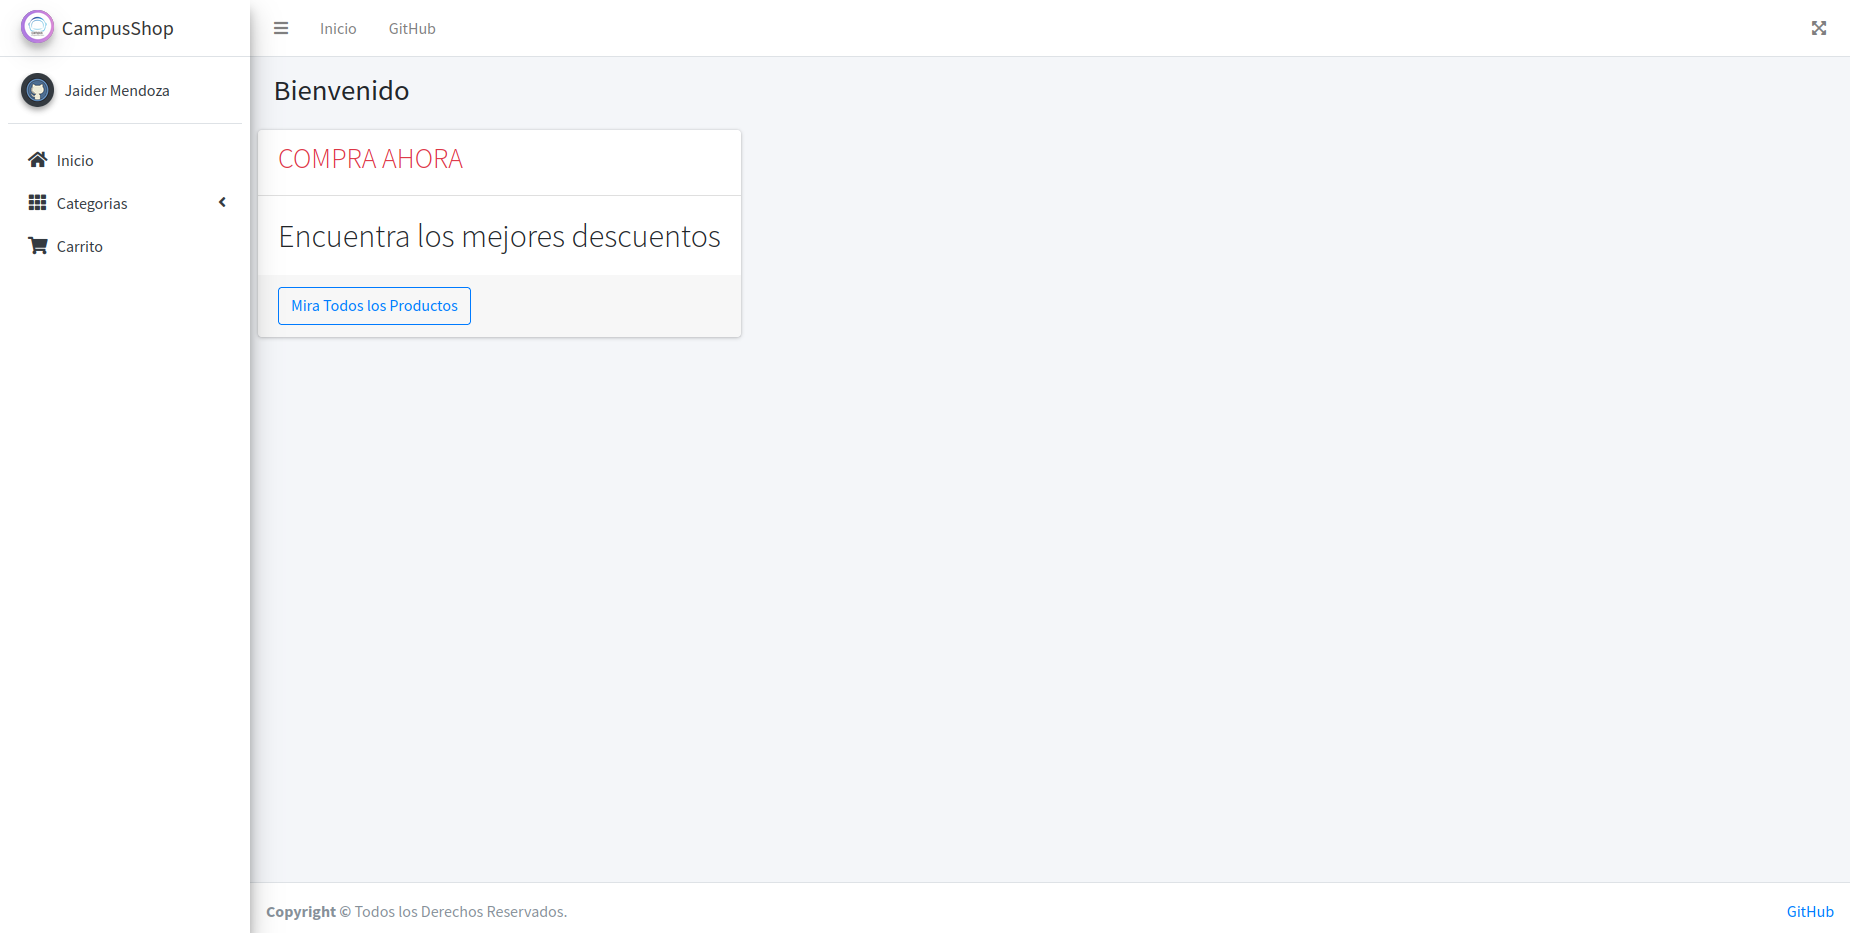 CampusShop
Inicio
GitHub
Jaider Mendoza
Inicio
Categorias
Carrito
Bienvenido
COMPRA AHORA
Encuentra los mejores descuentos
Mira Todos los Productos
Copyright © Todos los Derechos Reservados.
GitHub